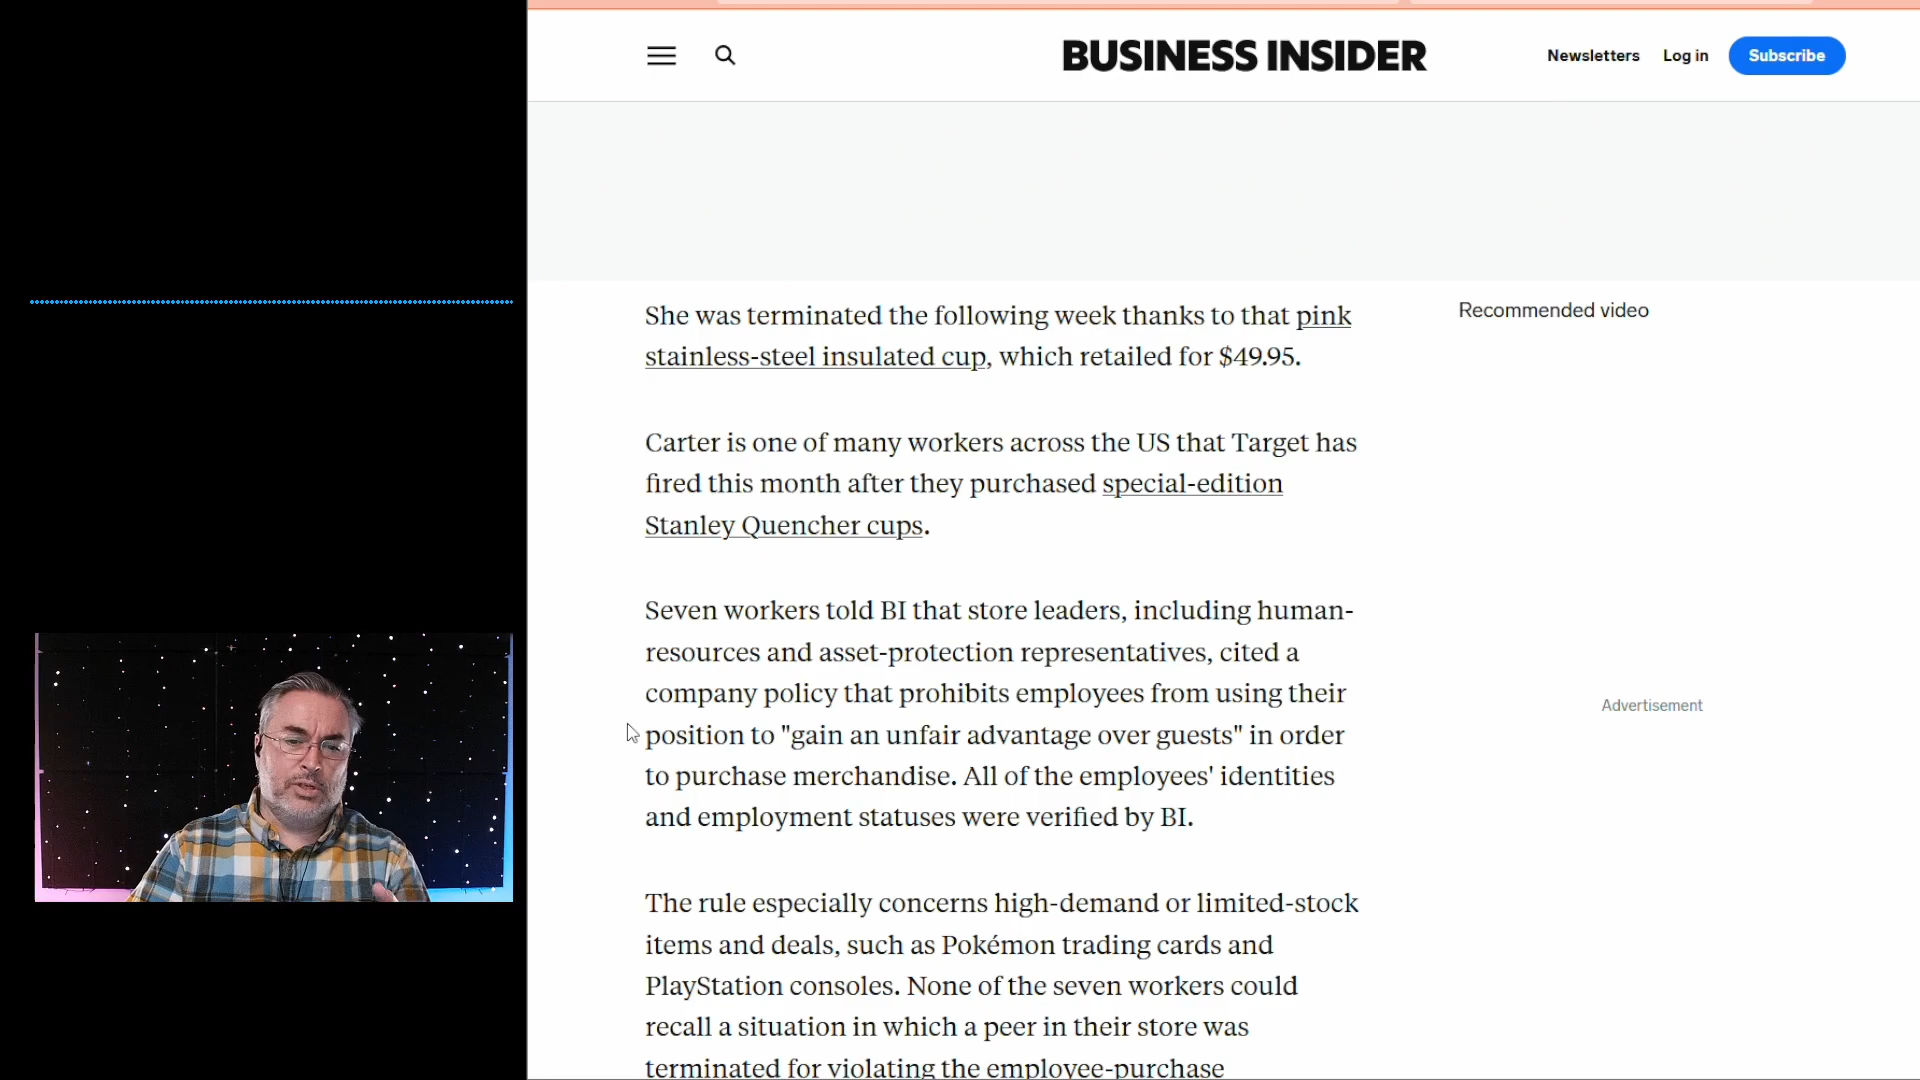 BUSINESS INSIDER
Newsletters
Log in
Subscribe
She was terminated the following week thanks to that pink
stainless-steel insulated cup, which retailed for $49.95.
Carter is one of many workers across the US that Target has
fired this month after they purchased special-edition
Stanley Quencher cups.
Seven workers told BI that store leaders, including human-
resources and asset-protection representatives, cited a
company policy that prohibits employees from using their
position to "gain an unfair advantage over guests" in order
to purchase merchandise. All of the employees' identities
and employment statuses were verified by BI.
The rule especially concerns high-demand or limited-stock
items and deals, such as Pokémon trading cards and
PlayStation consoles. None of the seven workers could
recall a situation in which a peer in their store was
terminated for violating the employee-purchase
Recommended video
Advertisement